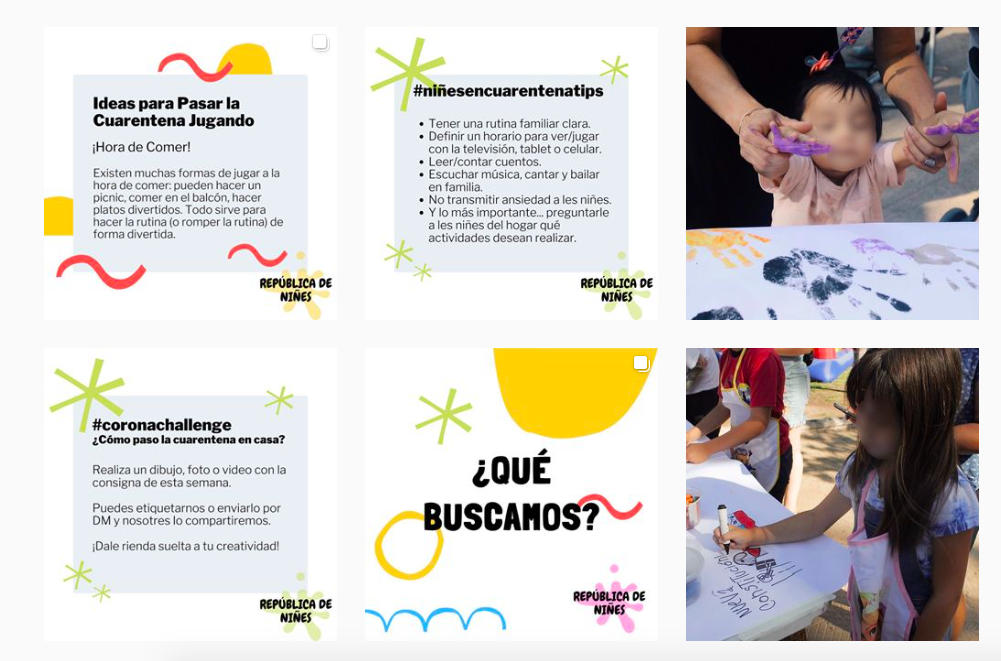 Ideas para Pasar la
Cuarentena Jugando
¡Hora de Comer!
Existen muchas formas de jugar a la
hora de comer: pueden hacer un
picnic, comer en el balcón, hacer
platos divertidos. Todo sirve para
hacer la rutina (o romper la rutina) de
forma divertida.
REPÚBLICA DE
NIÑES
#niñesencuarentenatips
• Tener una rutina familiar clara.
• Definir un horario para ver/jugar
con la televisión, tablet o celular.
• Leer/contar cuentos.
• Escuchar música, cantar y bailar
en familia.
• No transmitir ansiedad a les niñes.
• Y lo más importante... preguntarle
a les niñes del hogar qué
actividades desean realizar.
REPÚBLICA DE
NIÑES
#coronachallenge
¿Cómo paso la cuarentena en casa?
Realiza un dibujo, foto o video con la
consigna de esta semana.
Puedes etiquetarnos o enviarlo por
DM y nosotres lo compartiremos.
¡Dale rienda suelta a tu creatividad!
REPÚBLICA DE
NIÑES
¿QUÉ
BUSCAMOS?
REPÚBLICA DE
NIÑES
NUEVA
CONSTITUCIÓN